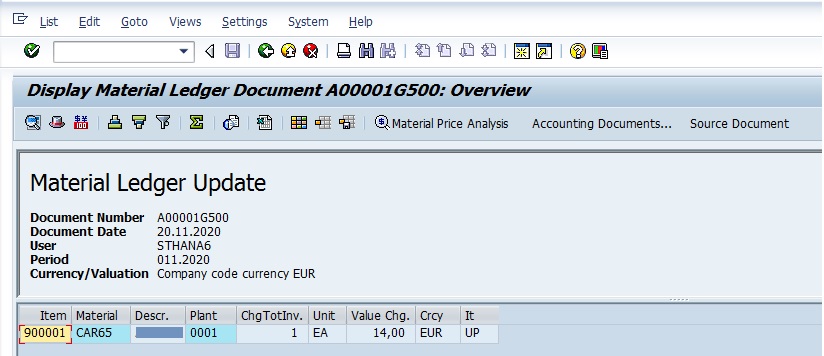 List Edit Goto Views Settings System Help
Display Material Ledger Document A00001G500: Overview
Material Price Analysis Accounting Documents... Source Document
Material Ledger Update
Document Number A00001G500
Document Date 20.11.2020
User STHANA6
Period 011.2020
Currency/Valuation Company code currency EUR
Item Material Descr. Plant ChgTotInv. Unit Value Chg. Crcy It
900001 CAR65 0001 1 EA 14,00 EUR UP